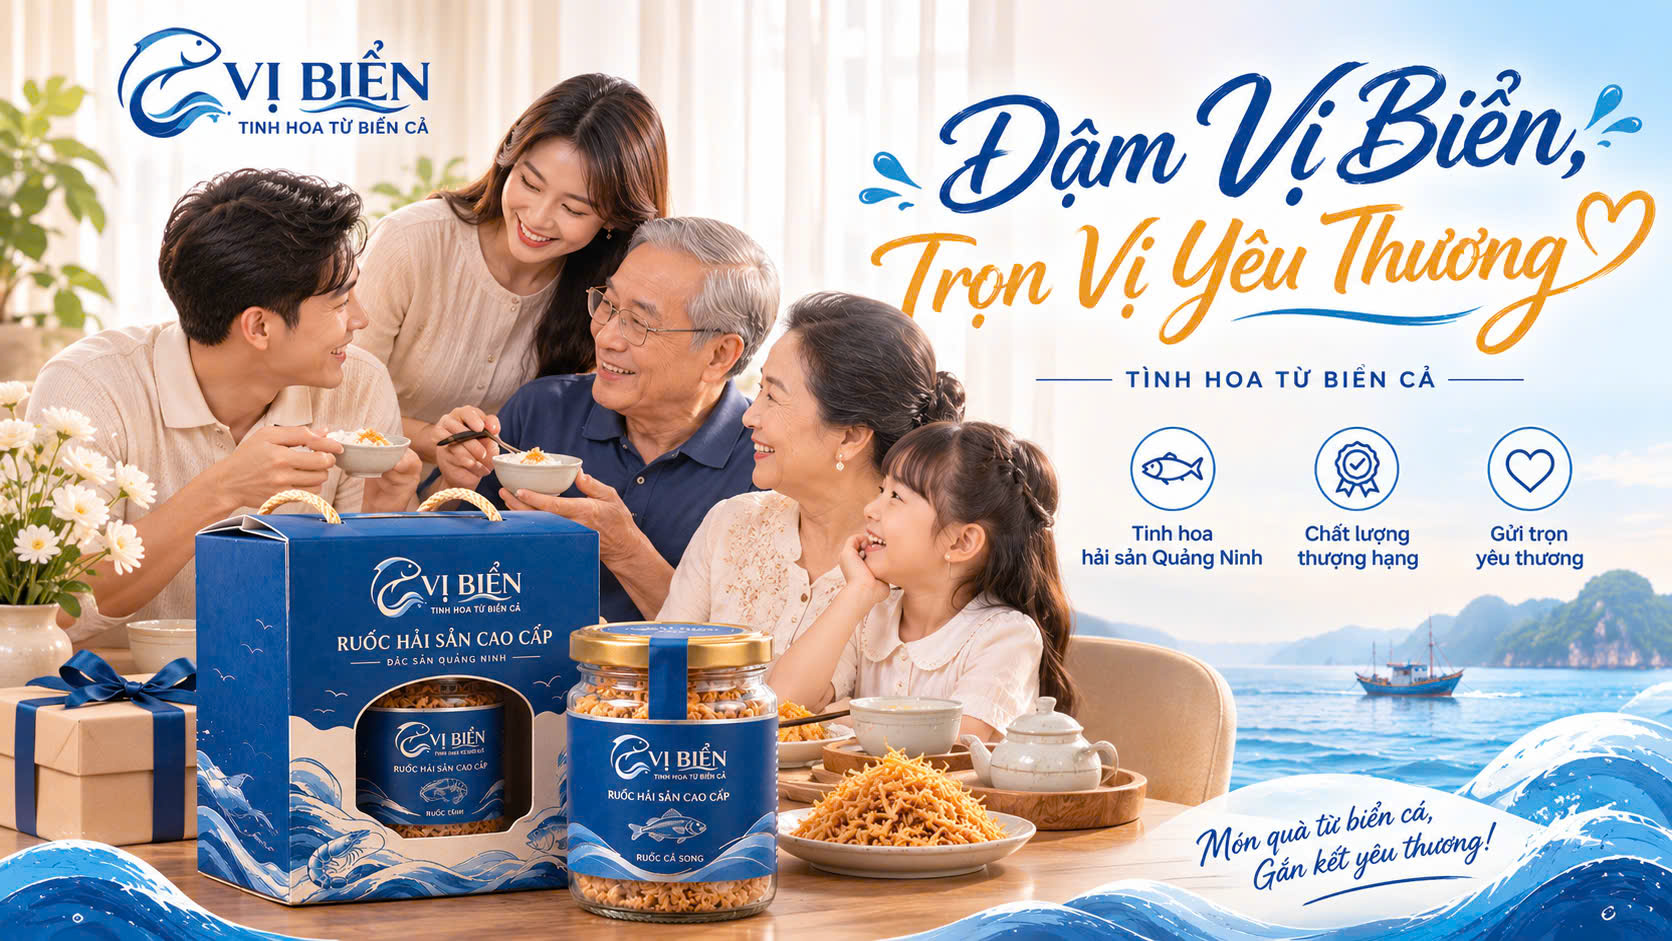 VỊ BIỂN
TINH HOA TỪ BIỂN CẢ
Đậm Vị Biển,
Trọn Vị Yêu Thương
TÌNH HOA TỪ BIỂN CẢ
Tinh hoa
hải sản Quảng Ninh
Chất lượng
thượng hạng
Gửi trọn
yêu thương
VỊ BIỂN
TINH HOA TỪ BIỂN CẢ
RUỐC HẢI SẢN CAO CẤP
ĐẶC SẢN QUẢNG NINH
VỊ BIỂN
RUỐC HẢI SẢN CAO CẤP
RUỐC
VỊ BIỂN
TINH HOA TỪ BIỂN CẢ
RUỐC HẢI SẢN CAO CẤP
RUỐC CÁ SONG
Món quà từ biển cá,
Gắn kết yêu thương!